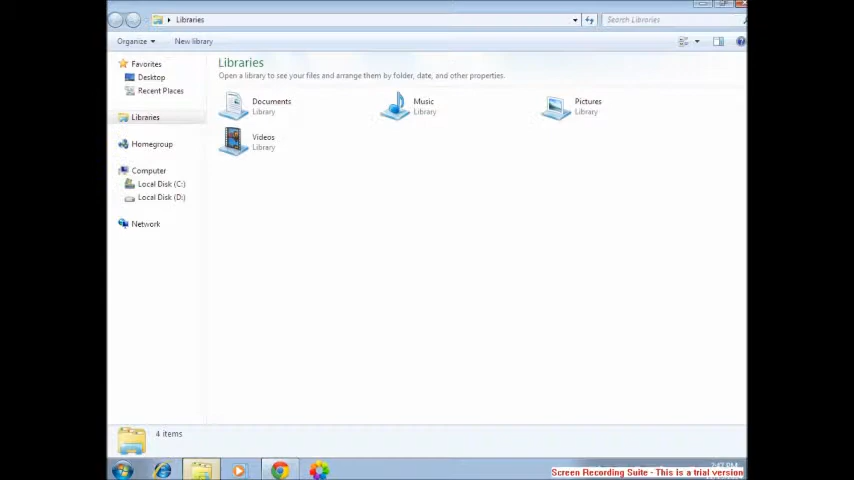 Libraries
Search Libraries
Organize
New library
Favorites
Desktop
Recent Places
Libraries
Homegroup
Computer
Local Disk (C:)
Local Disk (D:)
Network
Libraries
Open a library to see your files and arrange them by folder, date, and other properties.
Documents
Library
Music
Library
Pictures
Library
Videos
Library
4 items
Screen Recording Suite - This is a trial version